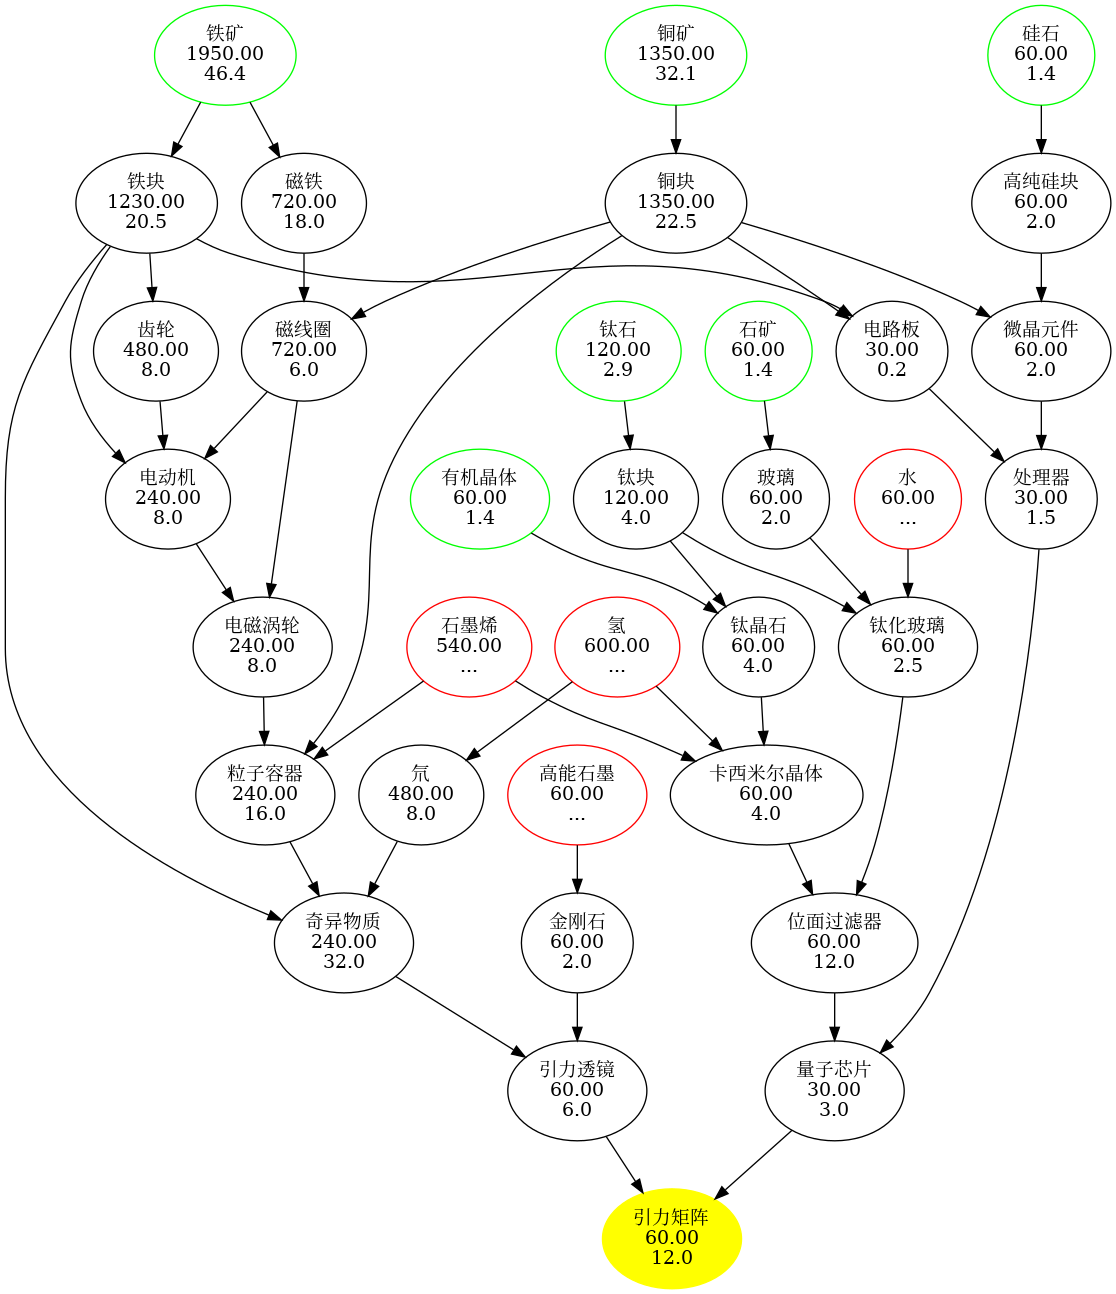 铁矿
1950.00
46.4
铜矿
1350.00
32.1
硅石
60.00
1.4
铁块
1230.00
20.5
磁铁
720.00
18.0
铜块
1350.00
22.5
高纯硅块
60.00
2.0
齿轮
480.00
8.0
磁线圈
720.00
6.0
钛石
120.00
2.9
石矿
60.00
1.4
电路板
30.00
0.2
微晶元件
60.00
2.0
电动机
240.00
8.0
有机晶体
60.00
1.4
钛块
120.00
4.0
玻璃
60.00
2.0
水
60.00
...
处理器
30.00
1.5
电磁涡轮
240.00
8.0
石墨烯
540.00
...
氢
600.00
...
钛晶石
60.00
4.0
钛化玻璃
60.00
2.5
粒子容器
240.00
16.0
氘
480.00
8.0
高能石墨
60.00
...
卡西米尔晶体
60.00
4.0
奇异物质
240.00
32.0
金刚石
60.00
2.0
位面过滤器
60.00
12.0
引力透镜
60.00
6.0
量子芯片
30.00
3.0
引力矩阵
60.00
12.0